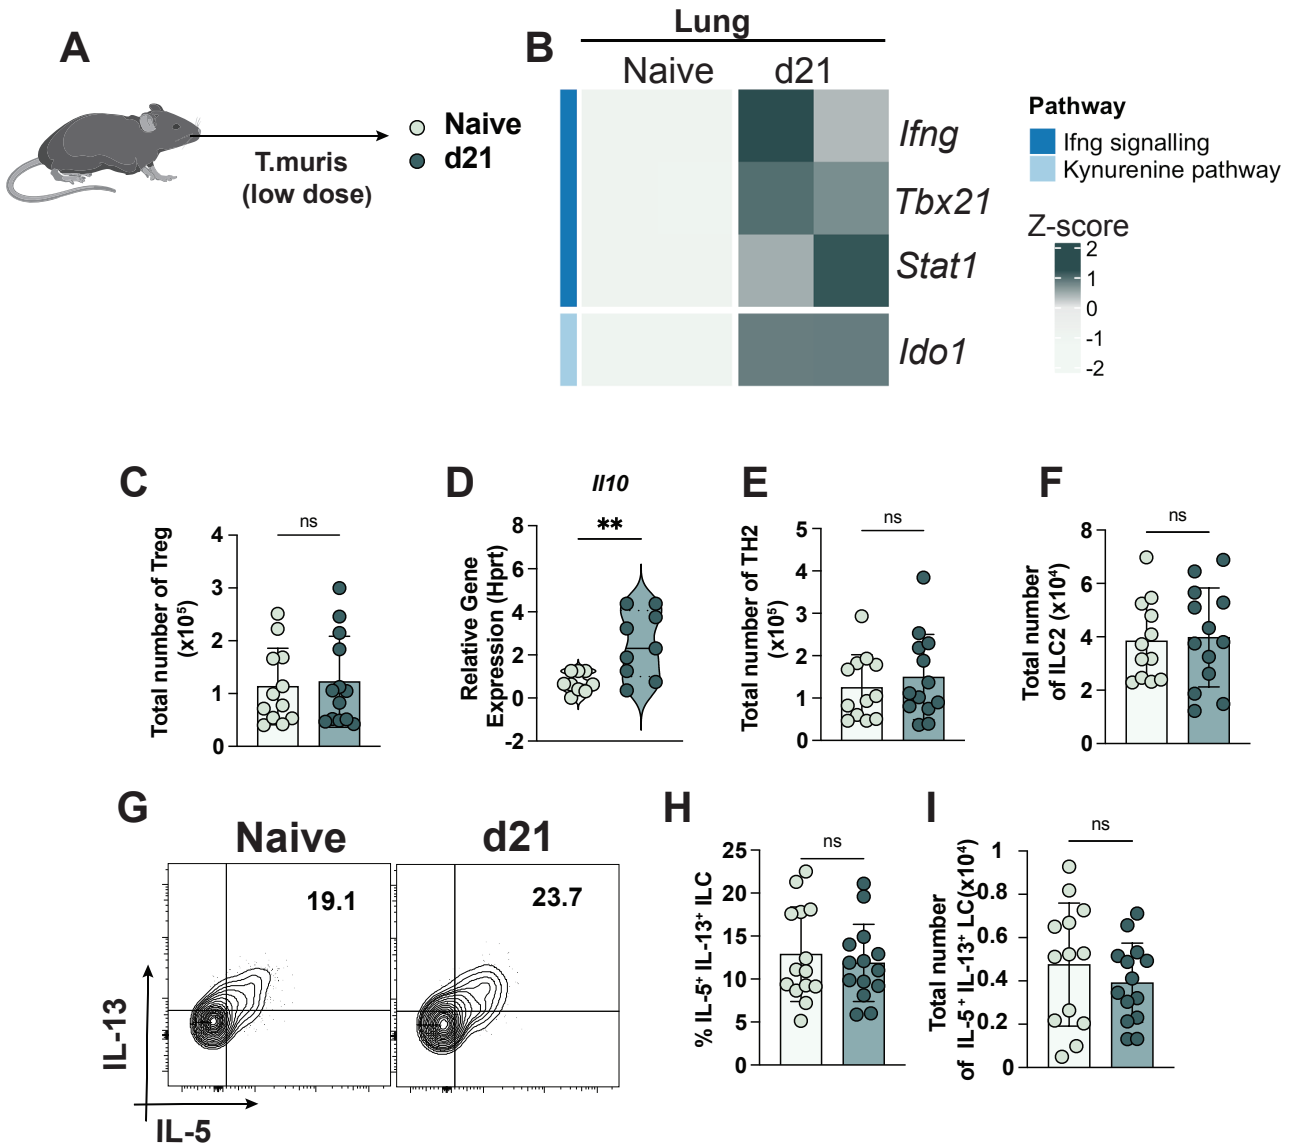 A
T.muris
(low dose)
Naive
d21
B
Lung
Naive
d21
Ifng
Tbx21
Stat1
Ido1
Pathway
Ifng signalling
Kynurenine pathway
Z-score
2
1
0
-1
-2
C
Total number of Treg
(x10⁵)
4
3
2
1
0
ns
D
Il10
Relative Gene
Expression (Hprt)
8
6
4
2
0
-2
**
E
Total number of TH2
(x10⁵)
5
4
3
2
1
0
ns
F
Total number
of ILC2 (x10⁴)
8
6
4
2
0
ns
G
Naive
d21
19.1
23.7
IL-13
IL-5
H
% IL-5⁺ IL-13⁺ ILC
25
20
15
10
5
0
ns
I
Total number
of IL-5⁺ IL-13⁺ LC(x10⁴)
1
0.8
0.6
0.4
0.2
0
ns